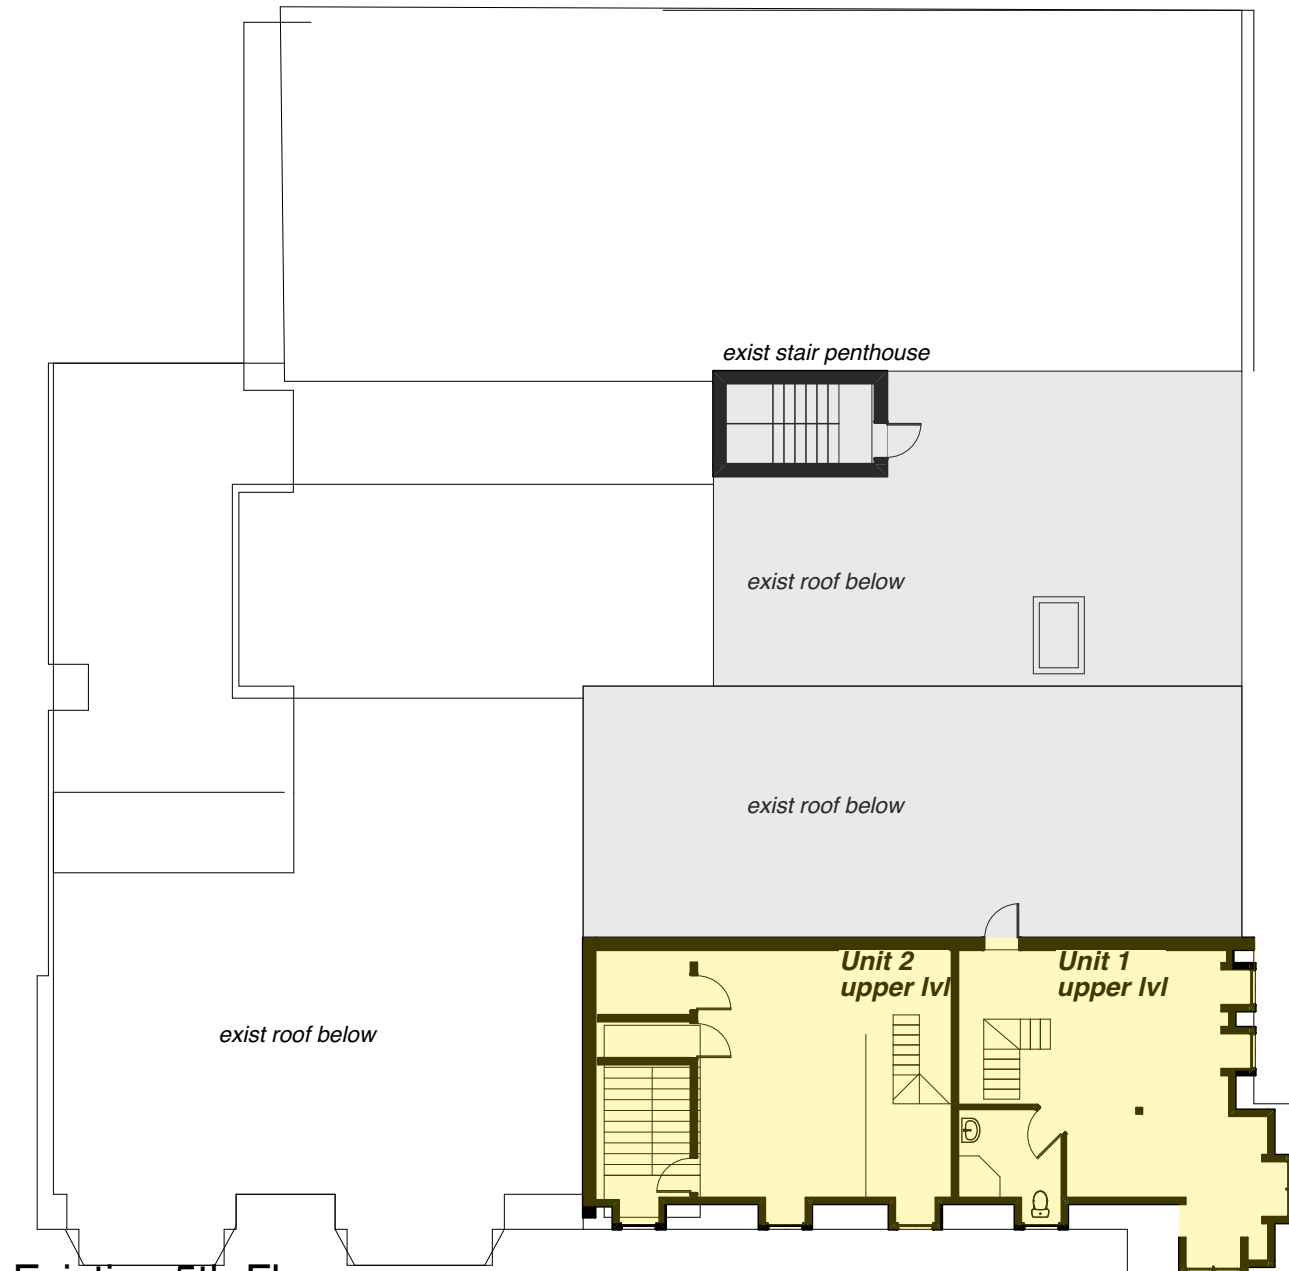 exist stair penthouse
exist roof below
exist roof below
Unit 2
upper lvl
Unit 1
upper lvl
exist roof below